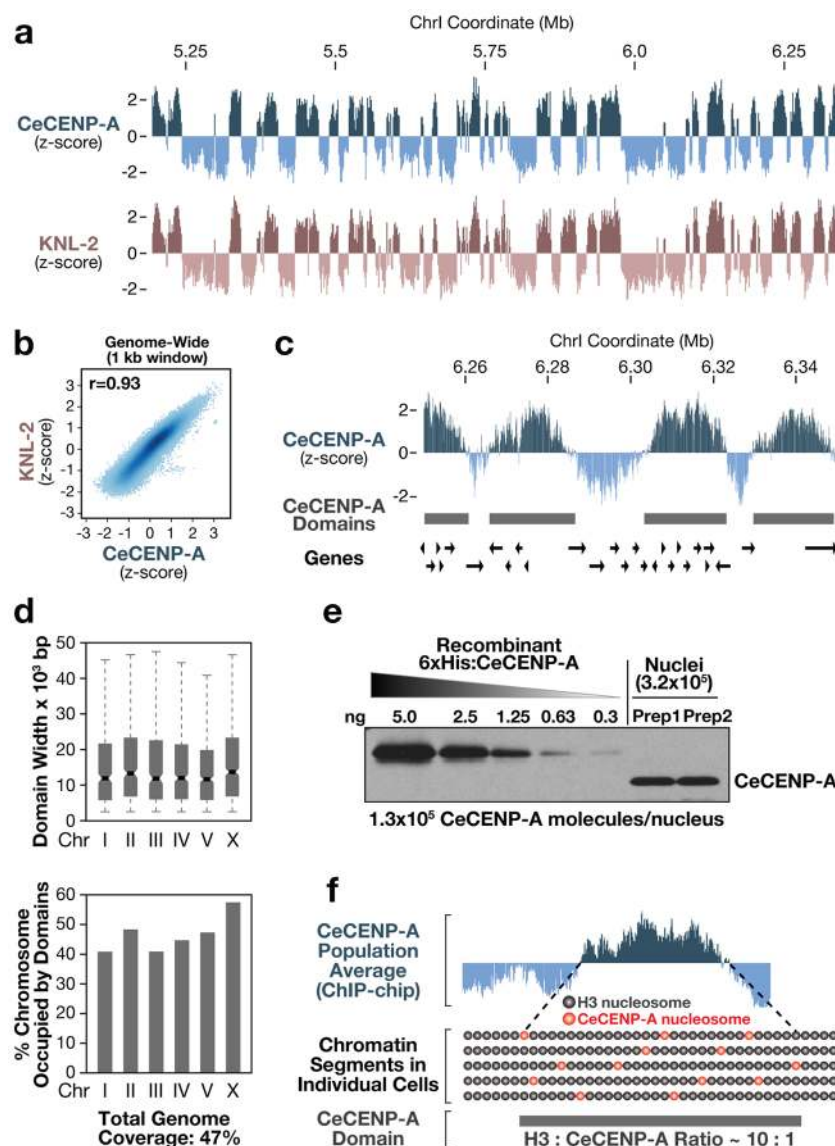 a
ChrI Coordinate (Mb)
5.25 5.5 5.75 6.0 6.25
2
CeCENP-A 0
(z-score)
-2
2
KNL-2 0
(z-score)
-2
b
Genome-Wide
(1 kb window)
r=0.93
3
2
1
0
-1
-2
-3
KNL-2
(z-score)
-3 -2 -1 0 1 2 3
CeCENP-A
(z-score)
c
ChrI Coordinate (Mb)
6.26 6.28 6.30 6.32 6.34
2
CeCENP-A 0
(z-score)
-2
CeCENP-A
Domains
Genes
d
Domain Width x 10³ bp
50
40
30
20
10
0
Chr I II III IV V X
% Chromosome
Occupied by Domains
60
50
40
30
20
10
0
Chr I II III IV V X
Total Genome
Coverage: 47%
e
Recombinant
6xHis:CeCENP-A
Nuclei
(3.2x10⁵)
ng 5.0 2.5 1.25 0.63 0.3 Prep1 Prep2
CeCENP-A
1.3x10⁵ CeCENP-A molecules/nucleus
f
CeCENP-A
Population
Average
(ChIP-chip)
H3 nucleosome
CeCENP-A nucleosome
Chromatin
Segments in
Individual Cells
CeCENP-A
Domain
H3 : CeCENP-A Ratio ~ 10 : 1